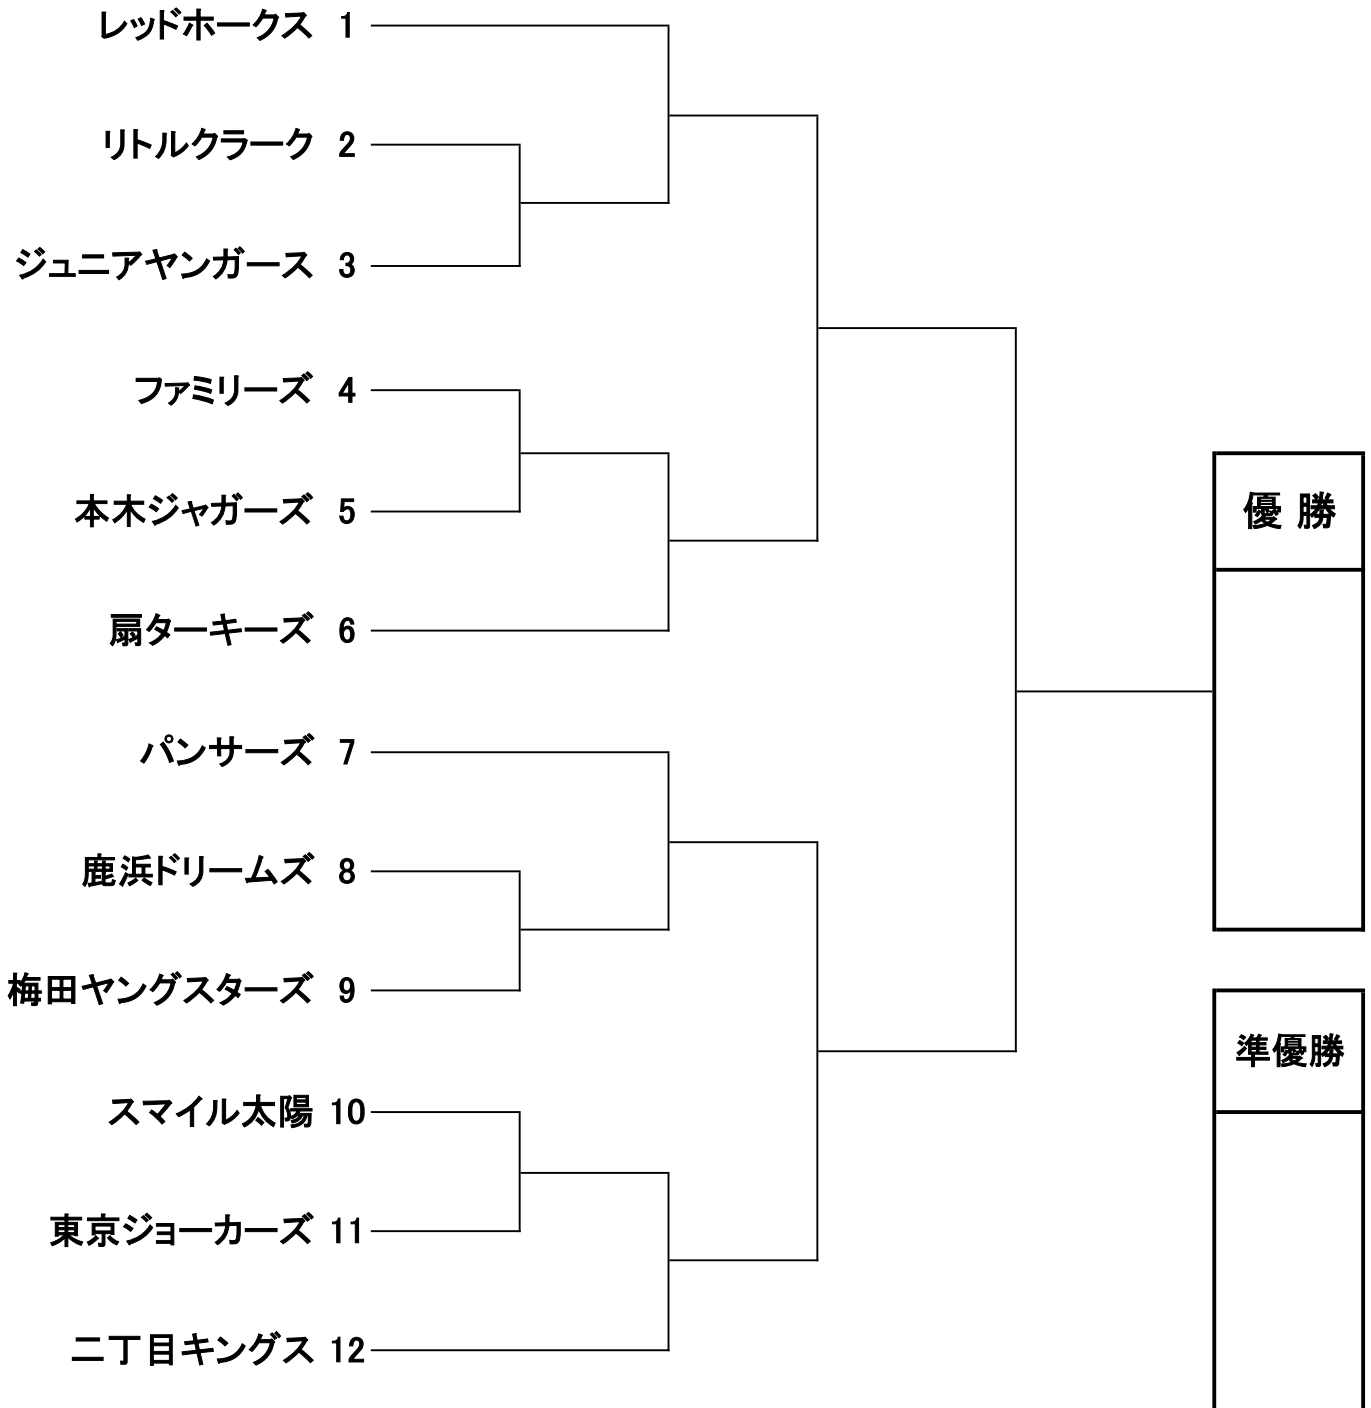 レッドホークス 1
リトルクラーク 2
ジュニアヤンガース 3
ファミリーズ 4
本木ジャガーズ 5
扇ターキーズ 6
パンサーズ 7
鹿浜ドリームズ 8
梅田ヤングスターズ 9
スマイル太陽 10
東京ジョーカーズ 11
二丁目キングス 12
優 勝
準優勝